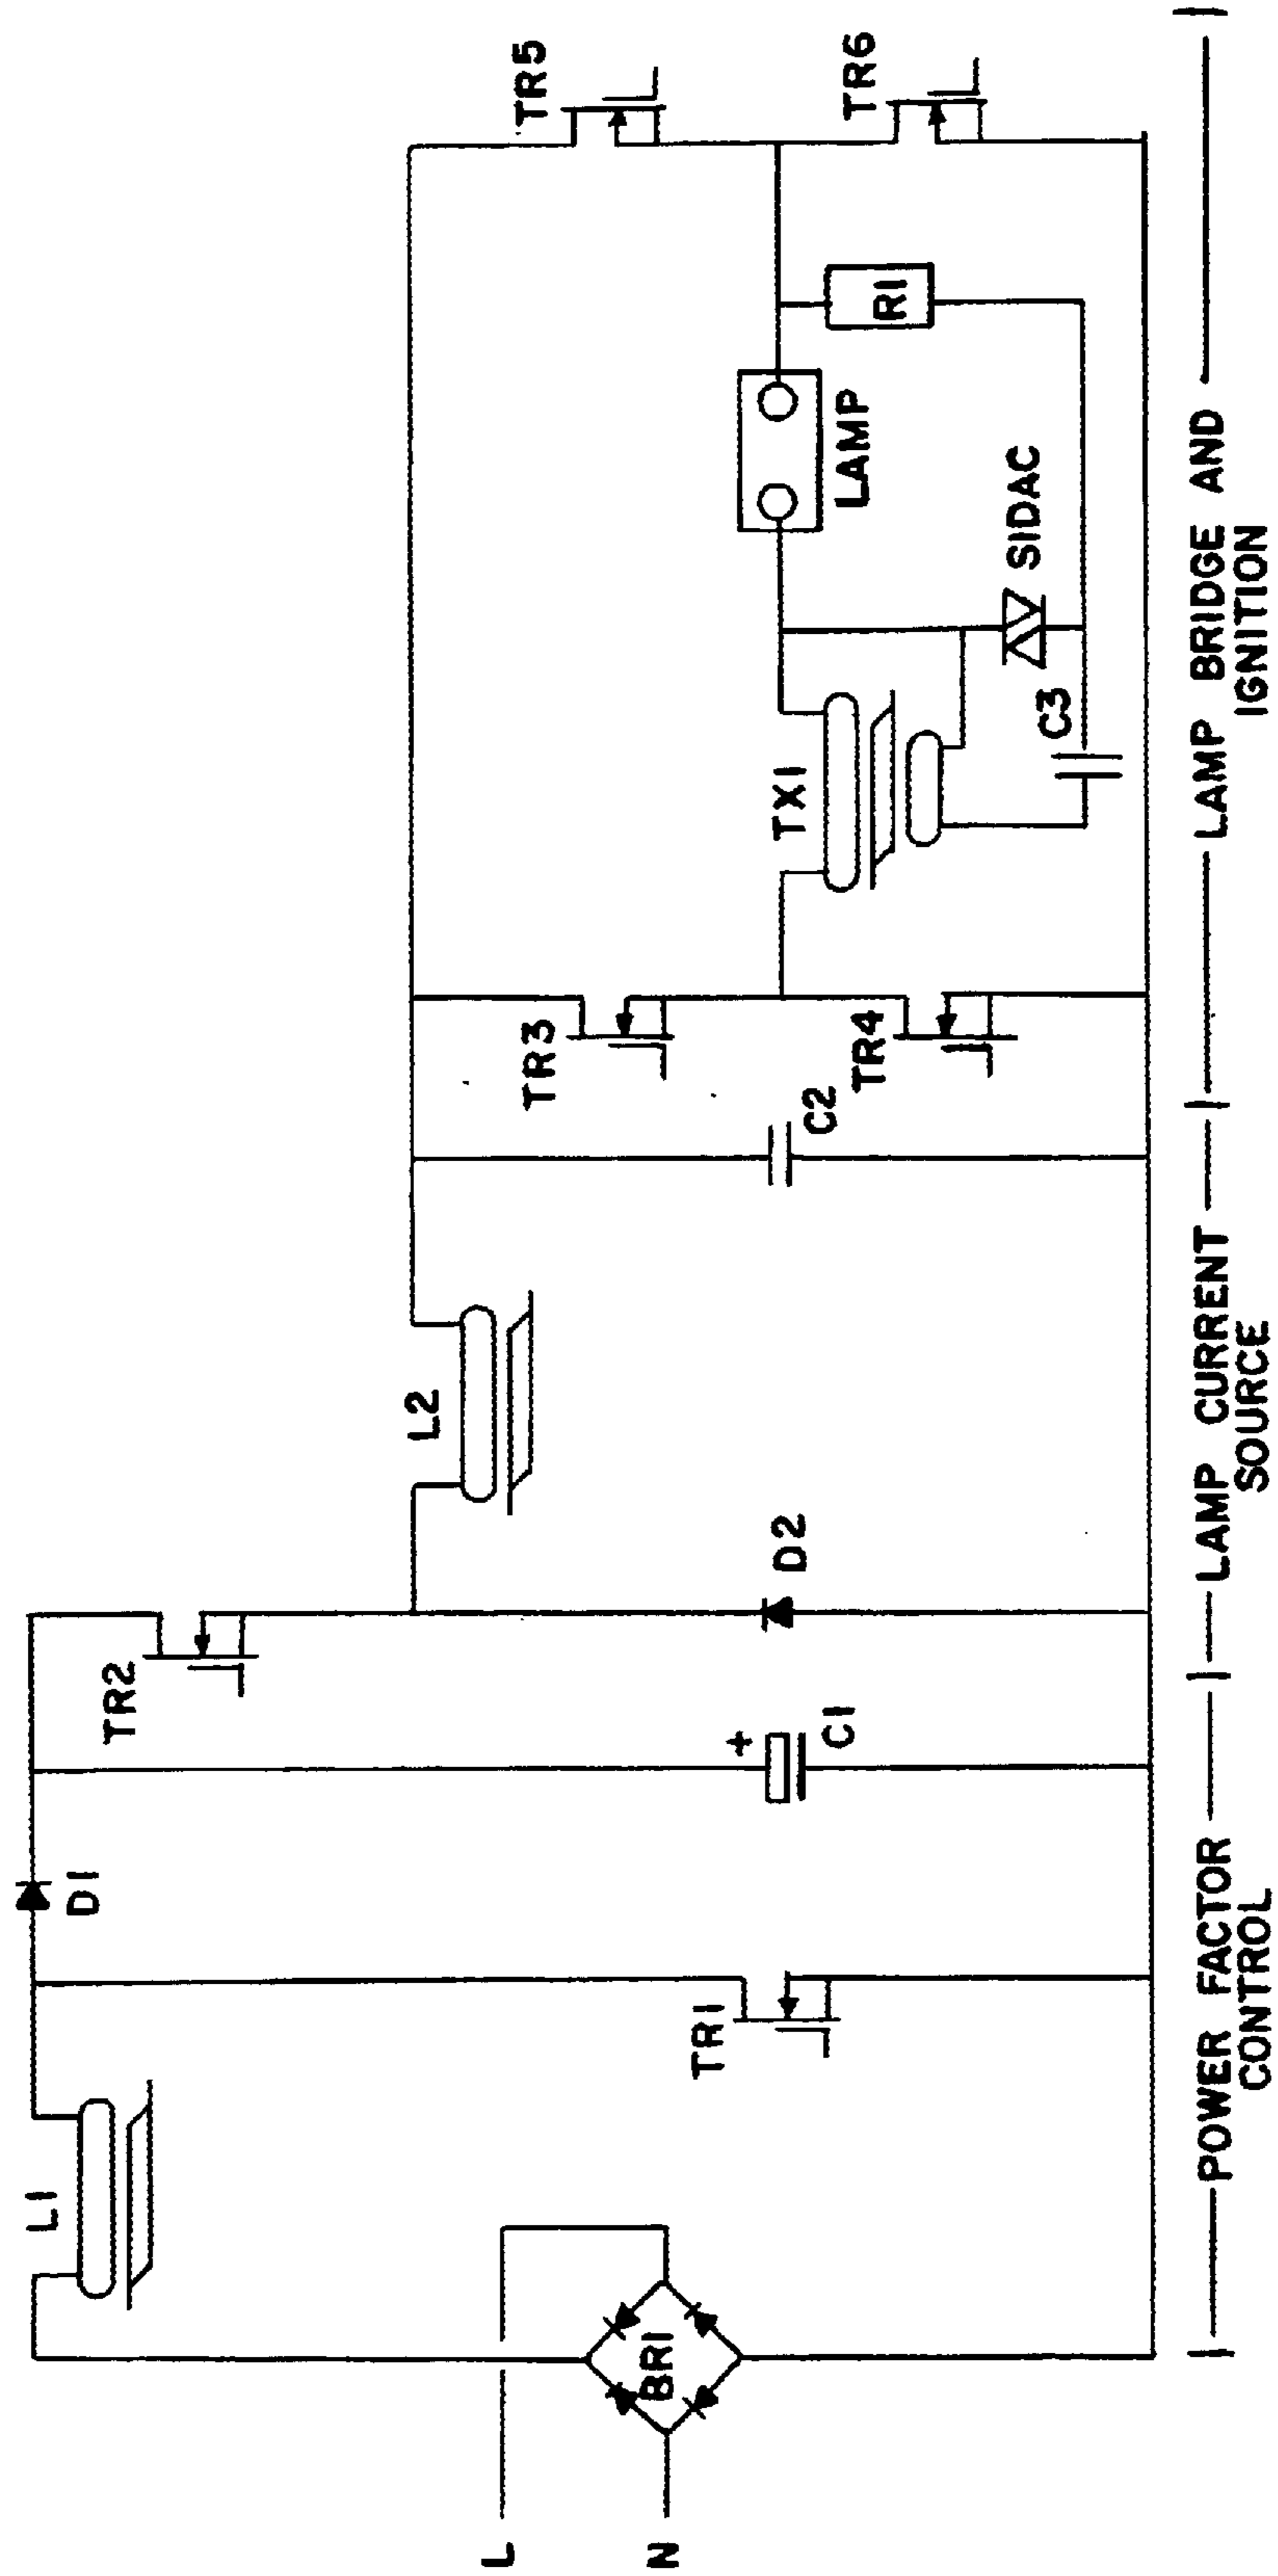 L
N
BR1
L1
TR1
D1
+
C1
TR2
D2
L2
C2
TR3
TR4
TX1
C3
SIDAC
LAMP
R1
TR5
TR6
POWER FACTOR
CONTROL
LAMP CURRENT
SOURCE
LAMP BRIDGE AND
IGNITION